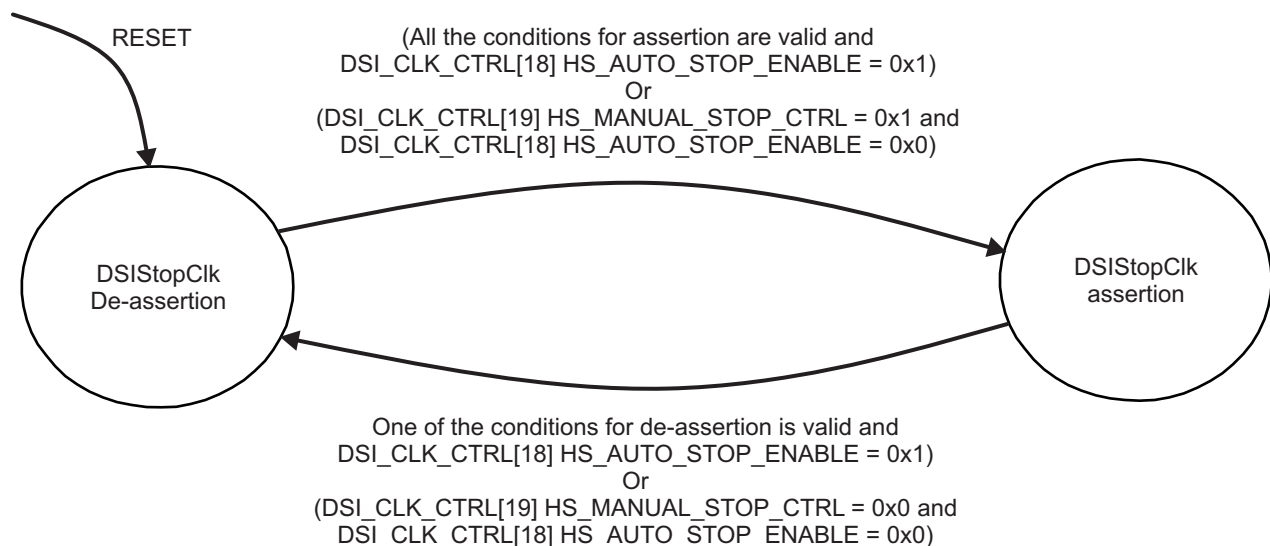 RESET
(All the conditions for assertion are valid and
DSI_CLK_CTRL[18] HS_AUTO_STOP_ENABLE = 0x1)
Or
(DSI_CLK_CTRL[19] HS_MANUAL_STOP_CTRL = 0x1 and
DSI_CLK_CTRL[18] HS_AUTO_STOP_ENABLE = 0x0)
DSIStopClk
De-assertion
DSIStopClk
assertion
One of the conditions for de-assertion is valid and
DSI_CLK_CTRL[18] HS_AUTO_STOP_ENABLE = 0x1)
Or
(DSI_CLK_CTRL[19] HS_MANUAL_STOP_CTRL = 0x0 and
DSI_CLK_CTRL[18] HS_AUTO_STOP_ENABLE = 0x0)